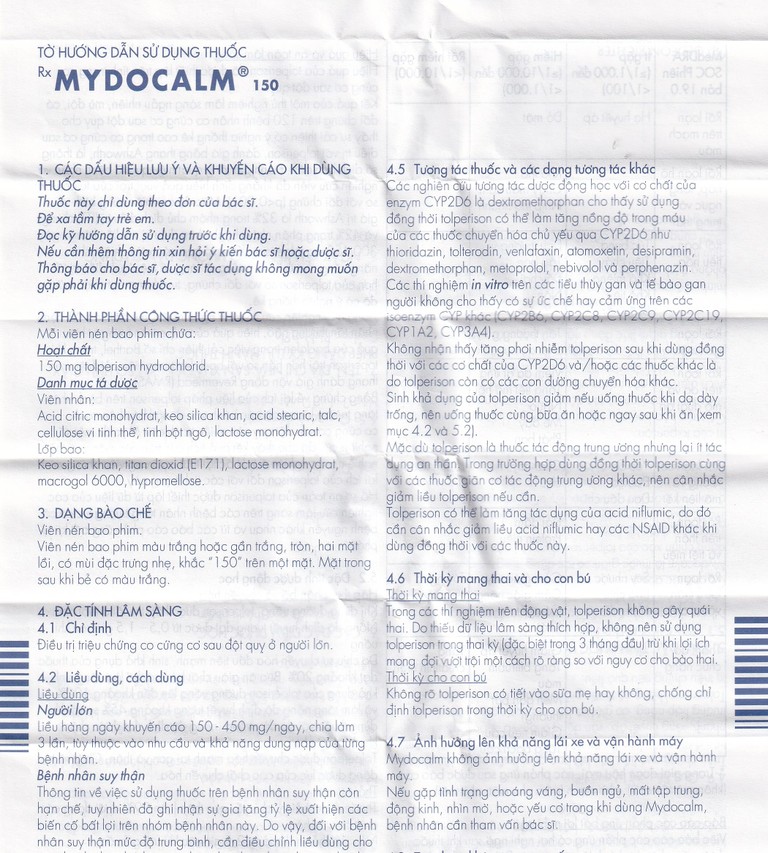 TỜ HƯỚNG DẪN SỬ DỤNG THUỐC
Rx MYDOCALM® 150
1. CÁC DẤU HIỆU LƯU Ý VÀ KHUYẾN CÁO KHI DÙNG
THUỐC
Thuốc này chỉ dùng theo đơn của bác sĩ.
Để xa tầm tay trẻ em.
Đọc kỹ hướng dẫn sử dụng trước khi dùng.
Nếu cần thêm thông tin xin hỏi ý kiến bác sĩ hoặc dược sĩ.
Thông báo cho bác sĩ, dược sĩ tác dụng không mong muốn
gặp phải khi dùng thuốc.
2. THÀNH PHẦN CÔNG THỨC THUỐC
Mỗi viên nén bao phim chứa:
Hoạt chất
150 mg tolperison hydrochlorid.
Danh mục tá dược
Viên nhân:
Acid citric monohydrat, keo silica khan, acid stearic, talc,
cellulose vi tinh thể, tinh bột ngô, lactose monohydrat.
Lớp bao:
Keo silica khan, titan dioxid (E171), lactose monohydrat,
macrogol 6000, hypromellose.
3. DẠNG BÀO CHẾ
Viên nén bao phim.
Viên nén bao phim màu trắng hoặc gần trắng, tròn, hai mặt
lồi, có mùi đặc trưng nhẹ, khắc "150" trên một mặt. Mặt trong
sau khi bẻ có màu trắng.
4. ĐẶC TÍNH LÂM SÀNG
4.1 Chỉ định
Điều trị triệu chứng co cứng cơ sau đột quỵ ở người lớn.
4.2 Liều dùng, cách dùng
Liều dùng
Người lớn
Liều hàng ngày khuyến cáo 150 - 450 mg/ngày, chia làm
3 lần, tùy thuộc vào nhu cầu và khả năng dung nạp của từng
bệnh nhân.
Bệnh nhân suy thận
Thông tin về việc sử dụng thuốc trên bệnh nhân suy thận còn
hạn chế, tuy nhiên đã ghi nhận sự gia tăng tỷ lệ xuất hiện các
biến cố bất lợi trên nhóm bệnh nhân này. Do vậy, đối với bệnh
nhân suy thận mức độ trung bình, cần điều chỉnh liều dùng cho
4.5 Tương tác thuốc và các dạng tương tác khác
Các nghiên cứu tương tác dược động học với cơ chất của
enzym CYP2D6 là dextromethorphan cho thấy sử dụng
đồng thời tolperison có thể làm tăng nồng độ trong máu
của các thuốc chuyển hóa chủ yếu qua CYP2D6 như
thioridazin, tolterodin, venlafaxin, atomoxetin, desipramin,
dextromethorphan, metoprolol, nebivolol và perphenazin.
Các thí nghiệm in vitro trên các tiểu thùy gan và tế bào gan
người không cho thấy có sự ức chế hay cảm ứng trên các
isoenzym CYP khác (CYP2B6, CYP2C8, CYP2C9, CYP2C19,
CYP1A2, CYP3A4).
Không nhận thấy tăng phơi nhiễm tolperison sau khi dùng đồng
thời với các cơ chất của CYP2D6 và/hoặc các thuốc khác là
do tolperison còn có các con đường chuyển hóa khác.
Sinh khả dụng của tolperison giảm nếu uống thuốc khi dạ dày
trống, nên uống thuốc cùng bữa ăn hoặc ngay sau khi ăn (xem
mục 4.2 và 5.2).
Mặc dù tolperison là thuốc tác động trung ương nhưng lại ít tác
dụng an thần. Trong trường hợp dùng đồng thời tolperison cùng
với các thuốc giãn cơ tác động trung ương khác, nên cân nhắc
giảm liều tolperison nếu cần.
Tolperison có thể làm tăng tác dụng của acid niflumic, do đó
cần cân nhắc giảm liều acid niflumic hay các NSAID khác khi
dùng đồng thời với các thuốc này.
4.6 Thời kỳ mang thai và cho con bú
Thời kỳ mang thai
Trong các thí nghiệm trên động vật, tolperison không gây quái
thai. Do thiếu dữ liệu lâm sàng thích hợp, không nên sử dụng
tolperison trong thai kỳ (đặc biệt trong 3 tháng đầu) trừ khi lợi ích
mong đợi vượt trội một cách rõ ràng so với nguy cơ cho bào thai.
Thời kỳ cho con bú
Không rõ tolperison có tiết vào sữa mẹ hay không, chống chỉ
định tolperison trong thời kỳ cho con bú.
4.7 Ảnh hưởng lên khả năng lái xe và vận hành máy
Mydocalm không ảnh hưởng lên khả năng lái xe và vận hành
máy.
Nếu gặp tình trạng choáng váng, buồn ngủ, mất tập trung,
động kinh, nhìn mờ, hoặc yếu cơ trong khi dùng Mydocalm,
bệnh nhân cần tham vấn bác sĩ.